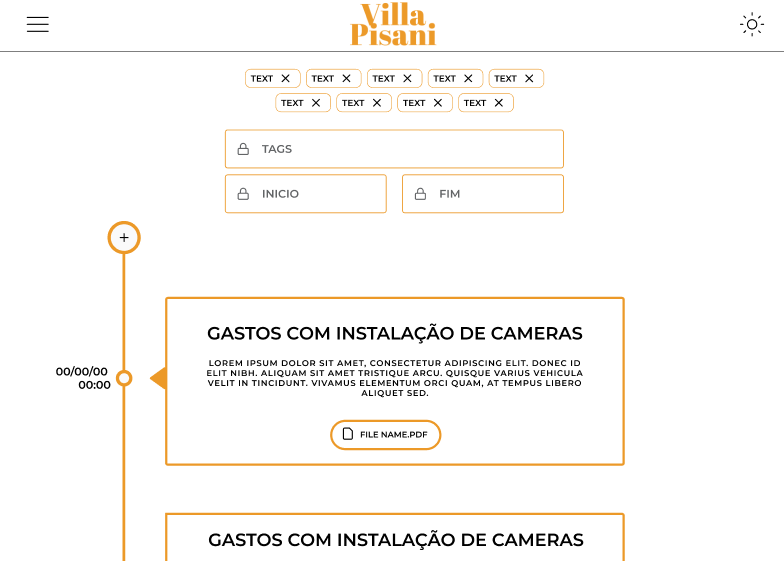 Villa
Pisani
TEXT TEXT TEXT TEXT TEXT
TEXT TEXT TEXT TEXT
TAGS
INICIO FIM
GASTOS COM INSTALAÇÃO DE CAMERAS
LOREM IPSUM DOLOR SIT AMET, CONSECTETUR ADIPISCING ELIT. DONEC ID
ELIT NIBH. ALIQUAM SIT AMET TRISTIQUE ARCU. QUISQUE VARIUS VEHICULA
VELIT IN TINCIDUNT. VIVAMUS ELEMENTUM ORCI QUAM, AT TEMPUS LIBERO
ALIQUET SED.
00/00/00
00:00
FILE NAME.PDF
GASTOS COM INSTALAÇÃO DE CAMERAS